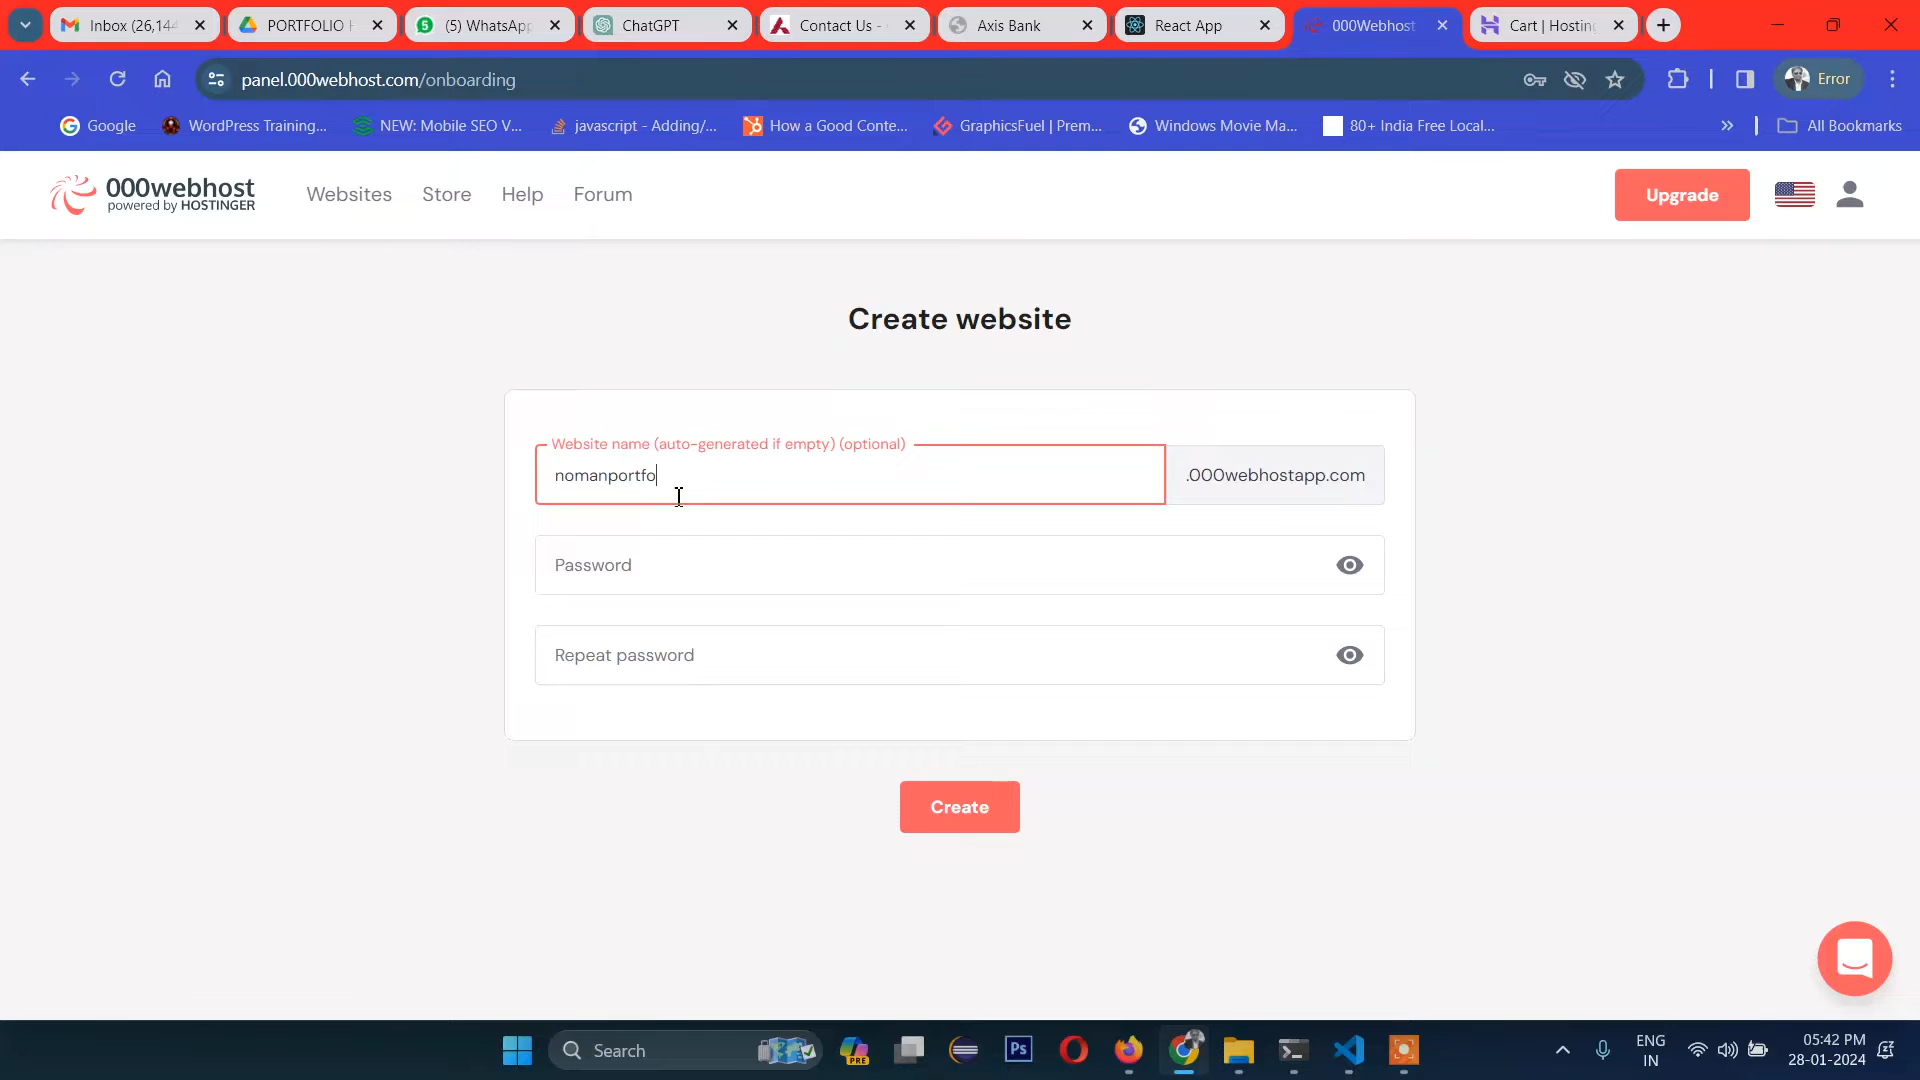 Inbox (26,144
PORTFOLIO
(5) WhatsApp
ChatGPT
Contact Us -
Axis Bank
React App
000Webhost
Cart | Hosting
panel.000webhost.com/onboarding
Error
Google
WordPress Training...
NEW: Mobile SEO V...
javascript - Adding/...
How a Good Conte...
GraphicsFuel | Prem...
Windows Movie Ma...
80+ India Free Local...
»
All Bookmarks
000webhost
powered by HOSTINGER
Websites
Store
Help
Forum
Upgrade
Create website
Website name (auto-generated if empty) (optional)
nomanportfo
.000webhostapp.com
Password
Repeat password
Create
Search
PRE
Ps
ENG
IN
05:42 PM
28-01-2024